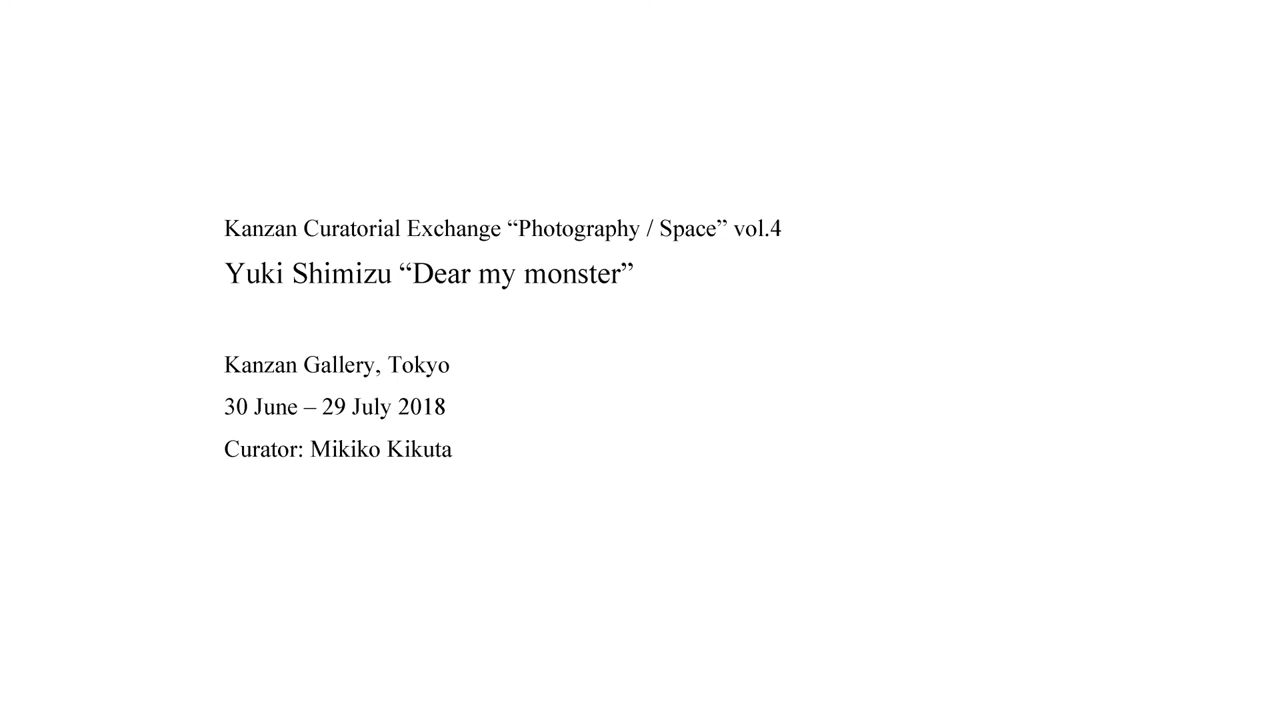 Kanzan Curatorial Exchange “Photography / Space” vol.4
Yuki Shimizu “Dear my monster”
Kanzan Gallery, Tokyo
30 June – 29 July 2018
Curator: Mikiko Kikuta